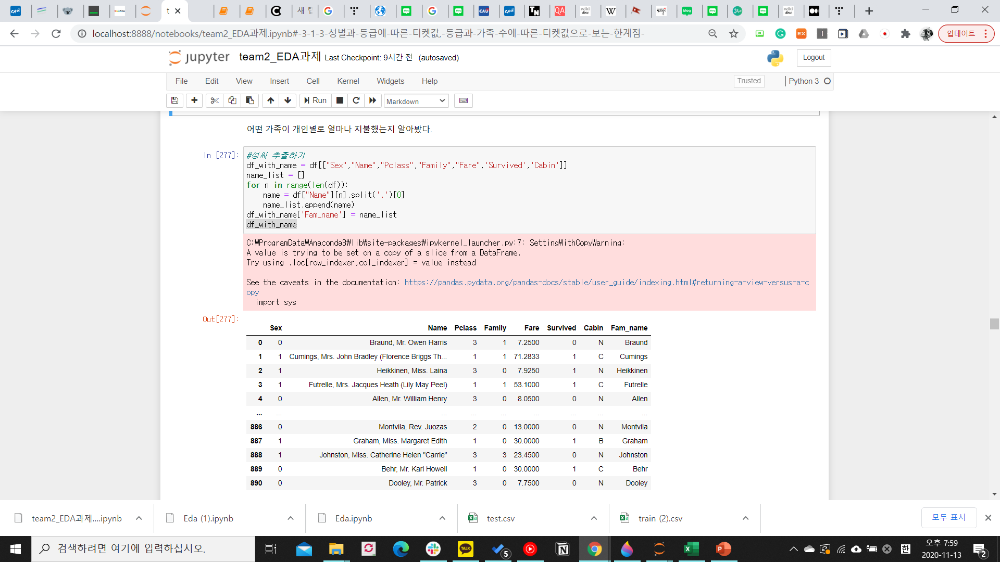 새 탭
localhost:8888/notebooks/team2_EDA과제.ipynb#-3-1-3-성별과-등급에-따른-티켓값,-등급과-가족-수에-따른-티켓값으로-보는-한계점-
업데이트
jupyter team2_EDA과제 Last Checkpoint: 9시간 전 (autosaved)
Logout
File Edit View Insert Cell Kernel Widgets Help
Trusted
Python 3
Run
Markdown
어떤 가족이 개인별로 얼마나 지불했는지 알아봤다.
In [277]:
#성씨 추출하기
df_with_name = df[["Sex","Name","Pclass","Family","Fare",'Survived','Cabin']]
name_list = []
for n in range(len(df)):
    name = df["Name"][n].split(',')[0]
    name_list.append(name)
df_with_name['Fam_name'] = name_list
df_with_name
C:₩ProgramData₩Anaconda3₩lib₩site-packages₩ipykernel_launcher.py:7: SettingWithCopyWarning:
A value is trying to be set on a copy of a slice from a DataFrame.
Try using .loc[row_indexer,col_indexer] = value instead
See the caveats in the documentation: https://pandas.pydata.org/pandas-docs/stable/user_guide/indexing.html#returning-a-view-versus-a-c
opy
  import sys
Out[277]:
Sex Name Pclass Family Fare Survived Cabin Fam_name
0 0 Braund, Mr. Owen Harris 3 1 7.2500 0 N Braund
1 1 Cumings, Mrs. John Bradley (Florence Briggs Th... 1 1 71.2833 1 C Cumings
2 1 Heikkinen, Miss. Laina 3 0 7.9250 1 N Heikkinen
3 1 Futrelle, Mrs. Jacques Heath (Lily May Peel) 1 1 53.1000 1 C Futrelle
4 0 Allen, Mr. William Henry 3 0 8.0500 0 N Allen
... ... ... ... ... ... ... ... ...
886 0 Montvila, Rev. Juozas 2 0 13.0000 0 N Montvila
887 1 Graham, Miss. Margaret Edith 1 0 30.0000 1 B Graham
888 1 Johnston, Miss. Catherine Helen "Carrie" 3 3 23.4500 0 N Johnston
889 0 Behr, Mr. Karl Howell 1 0 30.0000 1 C Behr
890 0 Dooley, Mr. Patrick 3 0 7.7500 0 N Dooley
team2_EDA과제....ipynb
Eda (1).ipynb
Eda.ipynb
test.csv
train (2).csv
모두 표시
검색하려면 여기에 입력하십시오.
TALK
5
한
오후 7:59
2020-11-13
2